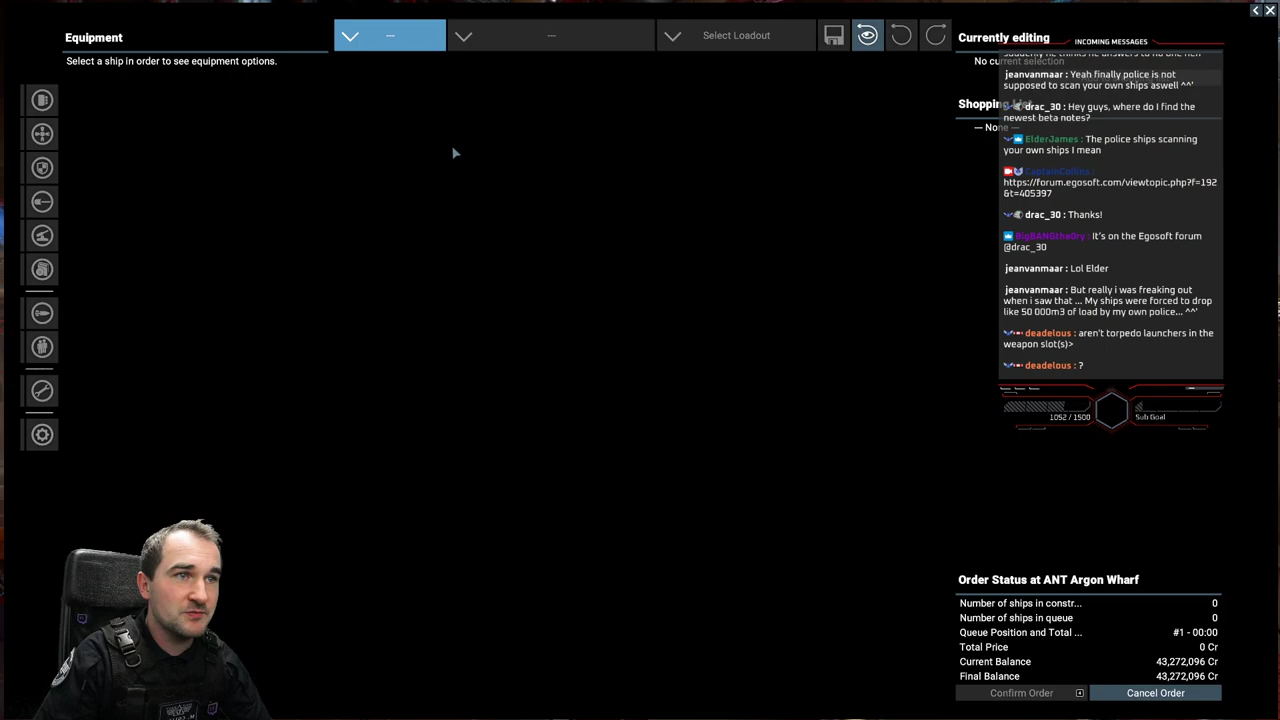 Equipment
Select a ship in order to see equipment options.
---
---
Select Loadout
Currently editing
No current selection
Shopping
— None —
INCOMING MESSAGES
jeanvanmaar : Yeah finally police is not
supposed to scan your own ships aswell ^^'
drac_30 : Hey guys, where do I find the
newest beta notes?
ElderJames : The police ships scanning
your own ships I mean
CaptainCollins :
https://forum.egosoft.com/viewtopic.php?f=192
&t=405397
drac_30 : Thanks!
BigBANGtheory : It's on the Egosoft forum
@drac_30
jeanvanmaar : Lol Elder
jeanvanmaar : But really i was freaking out
when i saw that ... My ships were forced to drop
like 50 000m3 of load by my own police... ^^'
deadelous : aren't torpedo launchers in the
weapon slot(s)>
deadelous : ?
1052 / 1500
Sub Goal
Order Status at ANT Argon Wharf
Number of ships in constr... 0
Number of ships in queue 0
Queue Position and Total ... #1 - 00:00
Total Price 0 Cr
Current Balance 43,272,096 Cr
Final Balance 43,272,096 Cr
Confirm Order
Cancel Order